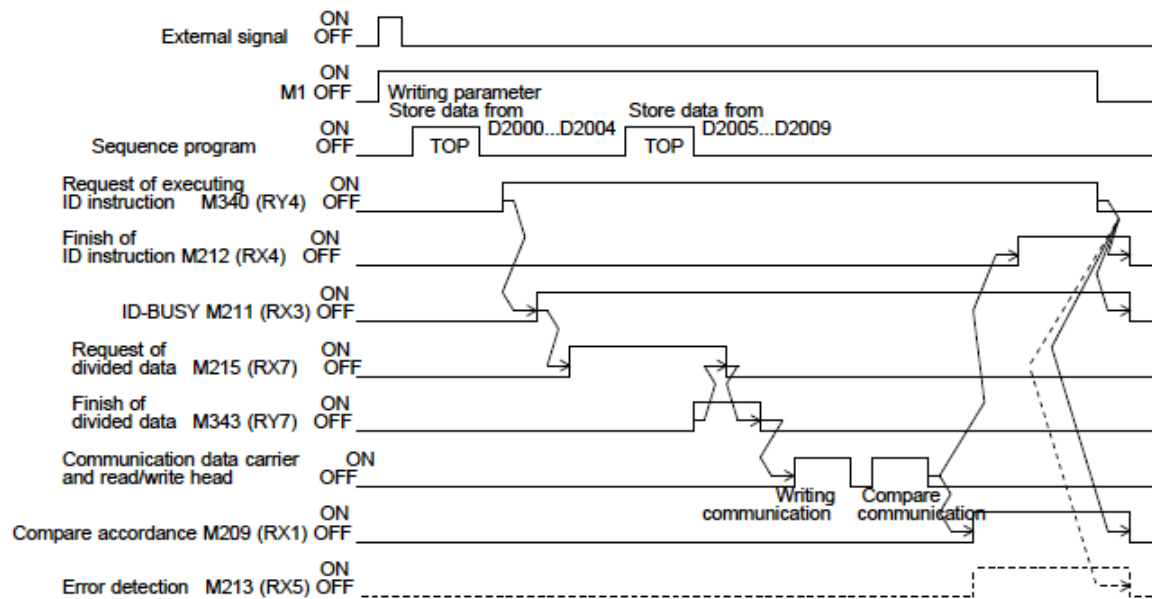 ON
External signal OFF
ON
M1 OFF
Writing parameter
Store data from
D2000...D2004
Store data from
D2005...D2009
ON
Sequence program OFF
TOP
TOP
Request of executing ON
ID instruction M340 (RY4) OFF
Finish of ON
ID instruction M212 (RX4) OFF
ON
ID-BUSY M211 (RX3) OFF
Request of ON
divided data M215 (RX7) OFF
Finish of ON
divided data M343 (RY7) OFF
Communication data carrier ON
and read/write head OFF
Writing
communication
Compare
communication
ON
Compare accordance M209 (RX1) OFF
ON
Error detection M213 (RX5) OFF